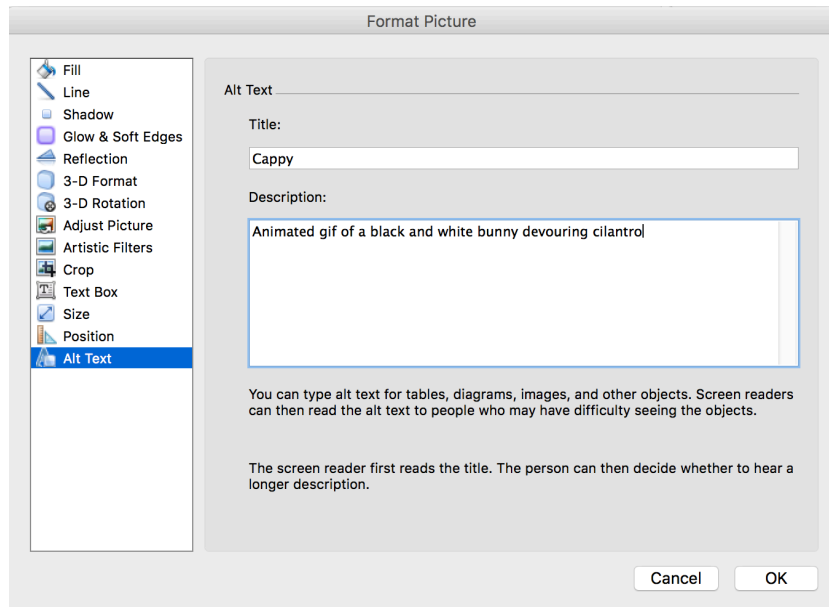 Format Picture
Fill
Line
Shadow
Glow & Soft Edges
Reflection
3-D Format
3-D Rotation
Adjust Picture
Artistic Filters
Crop
Text Box
Size
Position
Alt Text
Alt Text
Title:
Cappy
Description:
Animated gif of a black and white bunny devouring cilantro
You can type alt text for tables, diagrams, images, and other objects. Screen readers
can then read the alt text to people who may have difficulty seeing the objects.
The screen reader first reads the title. The person can then decide whether to hear a
longer description.
Cancel
OK